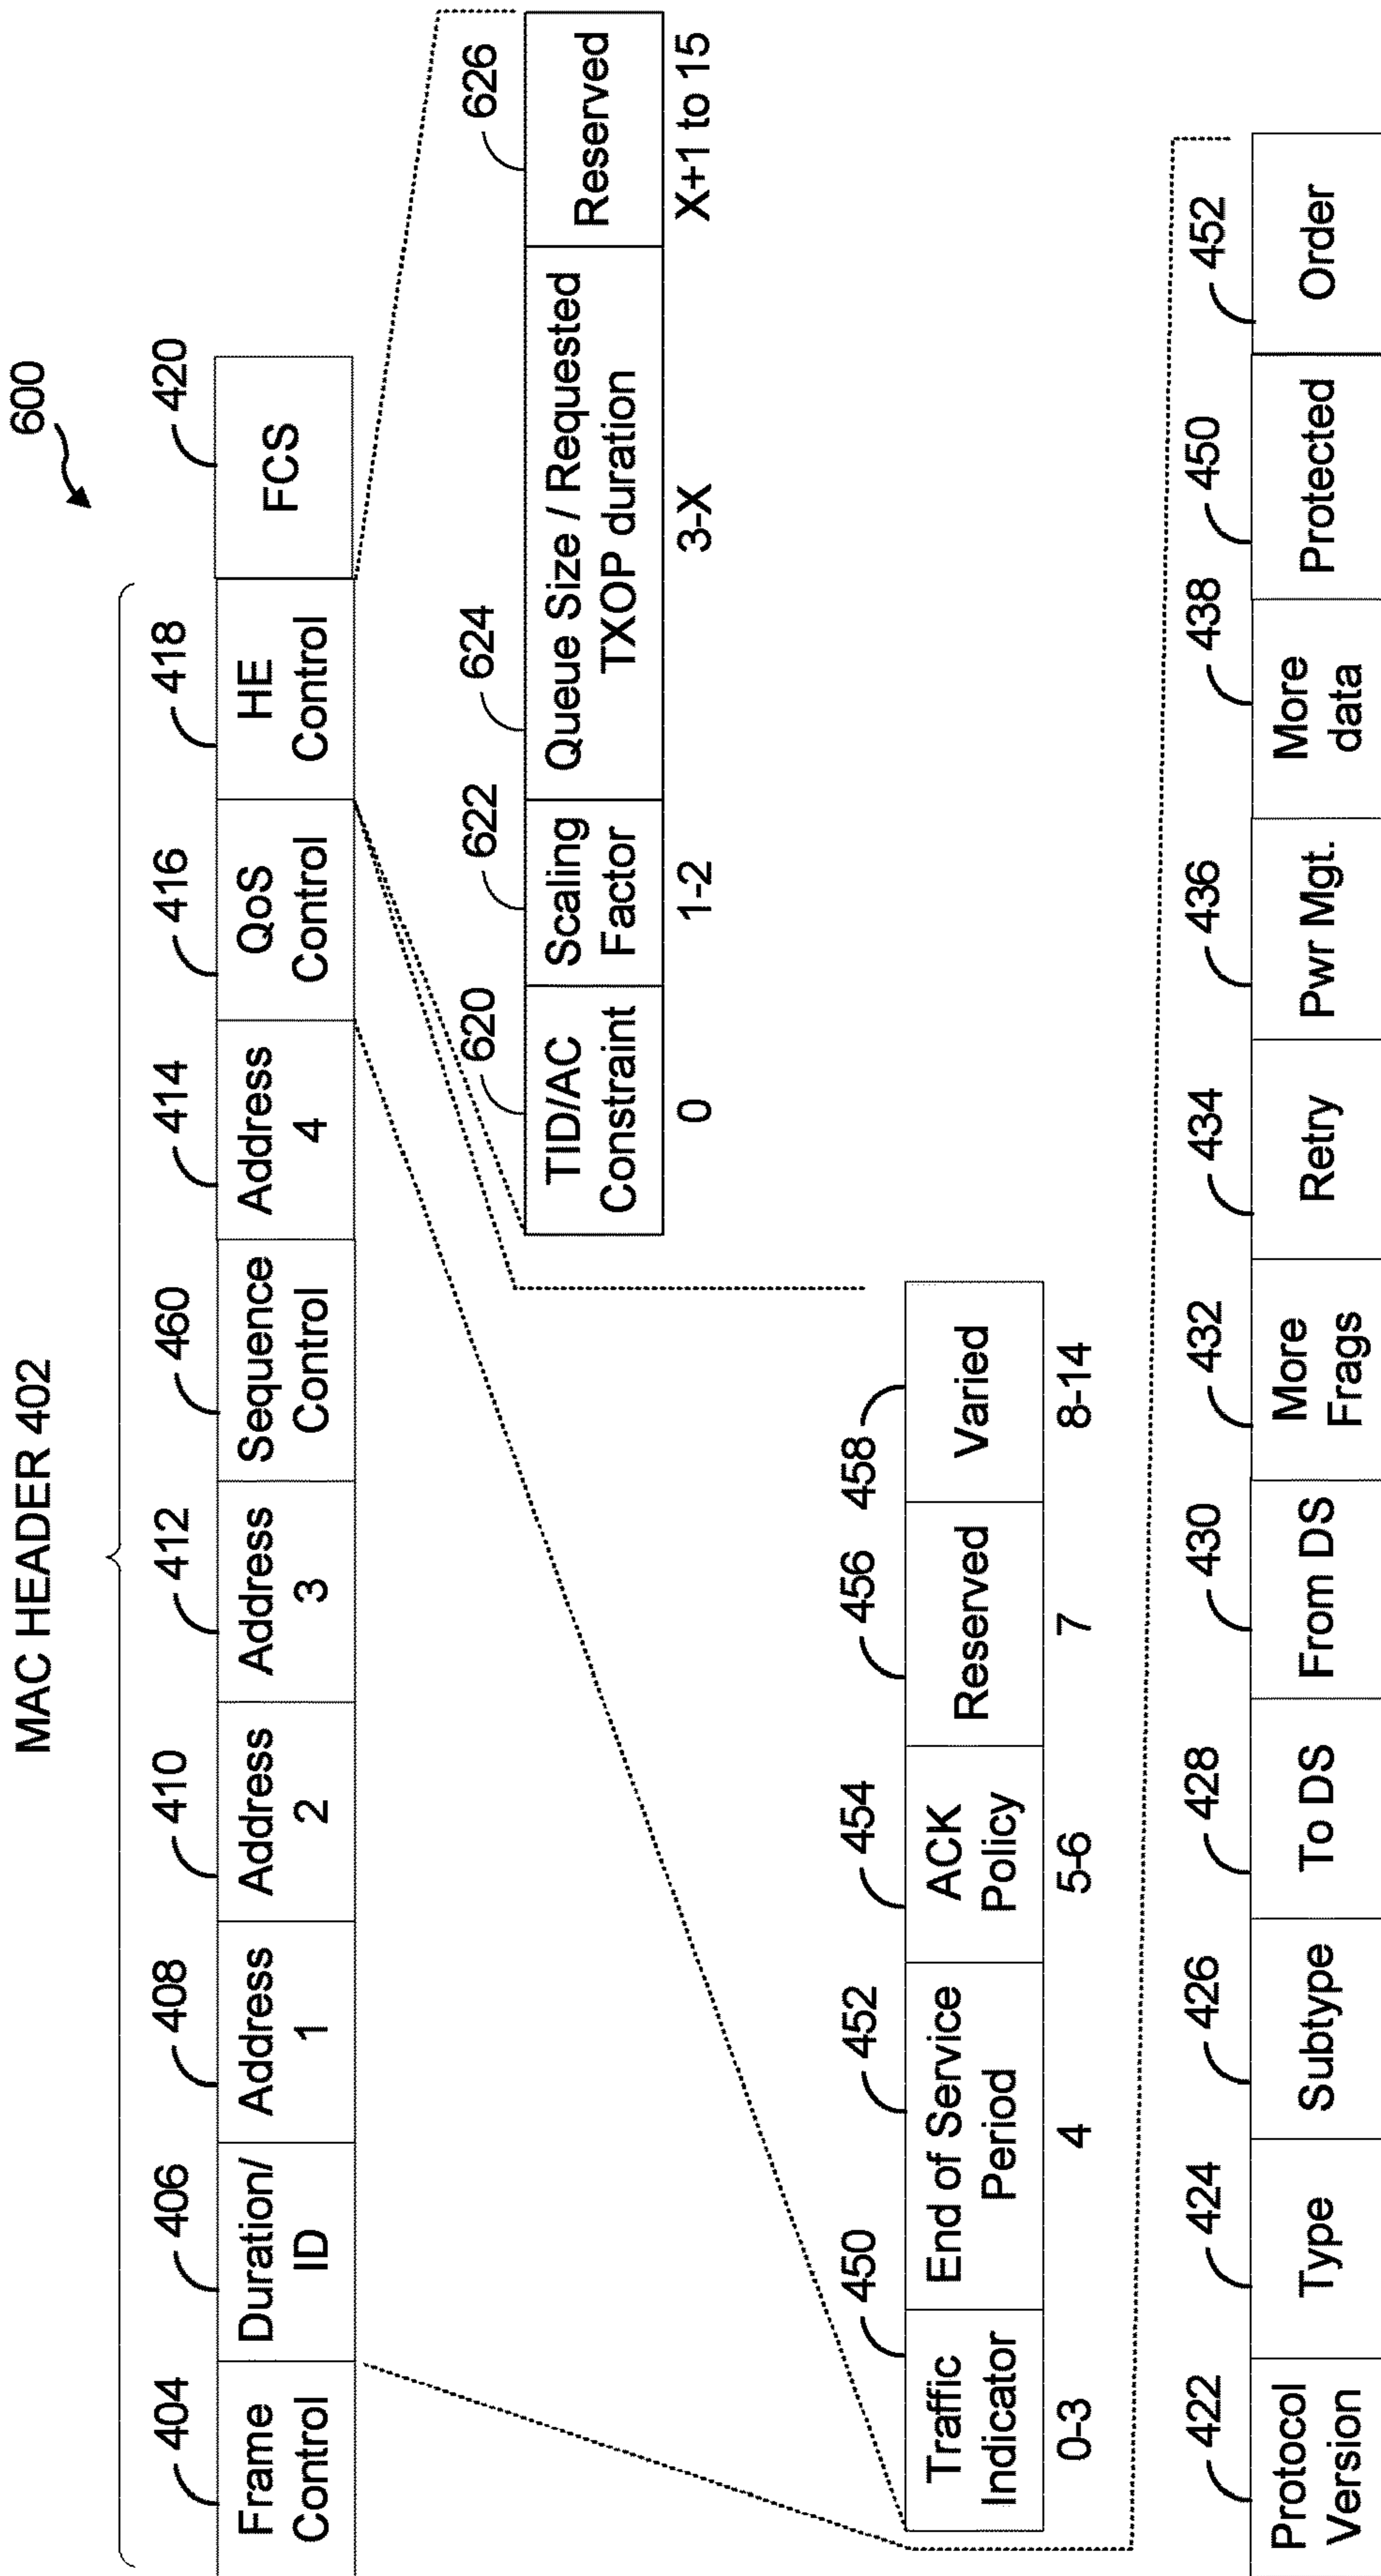 MAC HEADER 402
600
404 406 408 410 412 460 414 416 418 420
Frame Control
Duration/ ID
Address 1
Address 2
Address 3
Sequence Control
Address 4
QoS Control
HE Control
FCS
620 622 624 626
TID/AC Constraint
Scaling Factor
Queue Size / Requested TXOP duration
Reserved
0 1-2 3-X X+1 to 15
450 452 454 456 458
Traffic Indicator
End of Service Period
ACK Policy
Reserved
Varied
0-3 4 5-6 7 8-14
422 424 426 428 430 432 434 436 438 450 452
Protocol Version
Type
Subtype
To DS
From DS
More Frags
Retry
Pwr Mgt.
More data
Protected
Order